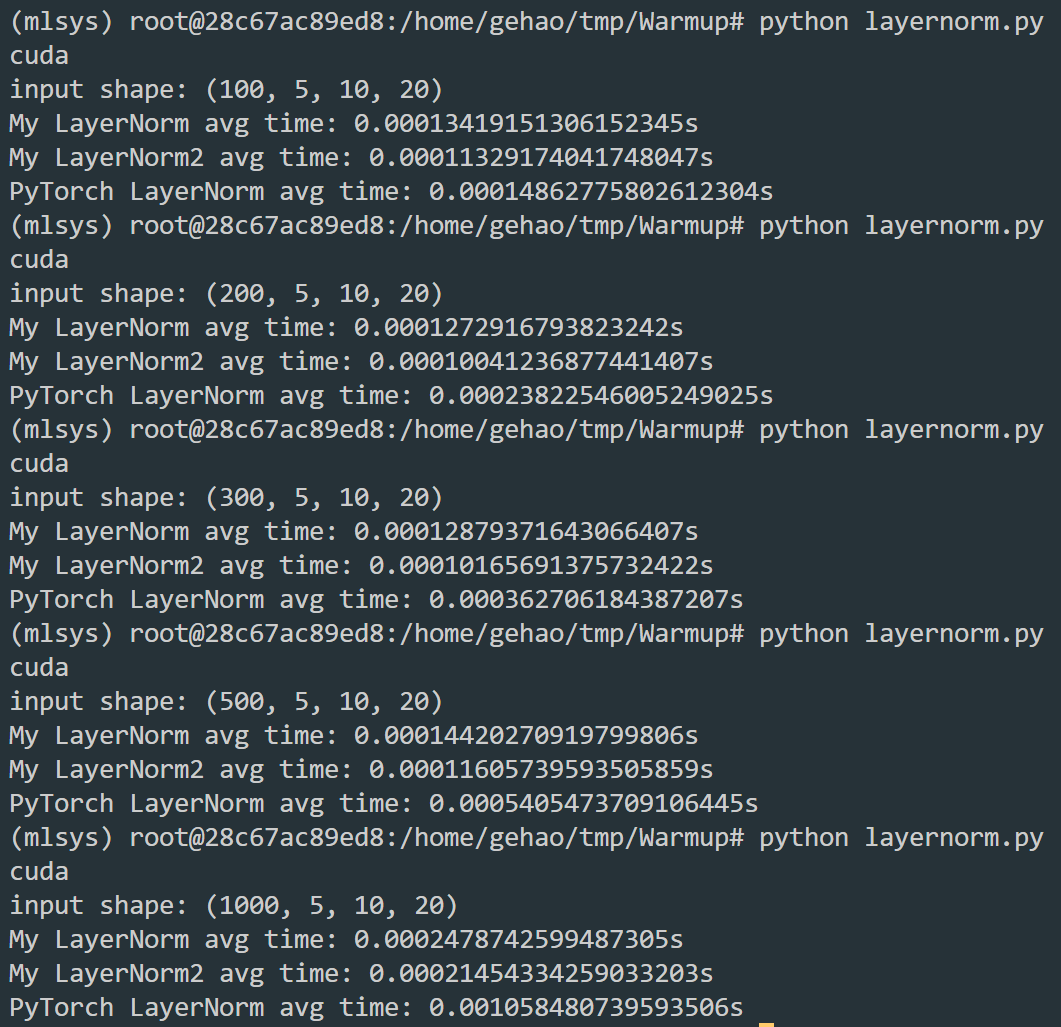 (mlsys) root@28c67ac89ed8:/home/gehao/tmp/Warmup# python layernorm.py
cuda
input shape: (100, 5, 10, 20)
My LayerNorm avg time: 0.00013419151306152345s
My LayerNorm2 avg time: 0.00011329174041748047s
PyTorch LayerNorm avg time: 0.00014862775802612304s
(mlsys) root@28c67ac89ed8:/home/gehao/tmp/Warmup# python layernorm.py
cuda
input shape: (200, 5, 10, 20)
My LayerNorm avg time: 0.0001272916793823242s
My LayerNorm2 avg time: 0.00010041236877441407s
PyTorch LayerNorm avg time: 0.00023822546005249025s
(mlsys) root@28c67ac89ed8:/home/gehao/tmp/Warmup# python layernorm.py
cuda
input shape: (300, 5, 10, 20)
My LayerNorm avg time: 0.00012879371643066407s
My LayerNorm2 avg time: 0.00010165691375732422s
PyTorch LayerNorm avg time: 0.000362706184387207s
(mlsys) root@28c67ac89ed8:/home/gehao/tmp/Warmup# python layernorm.py
cuda
input shape: (500, 5, 10, 20)
My LayerNorm avg time: 0.00014420270919799806s
My LayerNorm2 avg time: 0.00011605739593505859s
PyTorch LayerNorm avg time: 0.0005405473709106445s
(mlsys) root@28c67ac89ed8:/home/gehao/tmp/Warmup# python layernorm.py
cuda
input shape: (1000, 5, 10, 20)
My LayerNorm avg time: 0.0002478742599487305s
My LayerNorm2 avg time: 0.00021454334259033203s
PyTorch LayerNorm avg time: 0.001058480739593506s